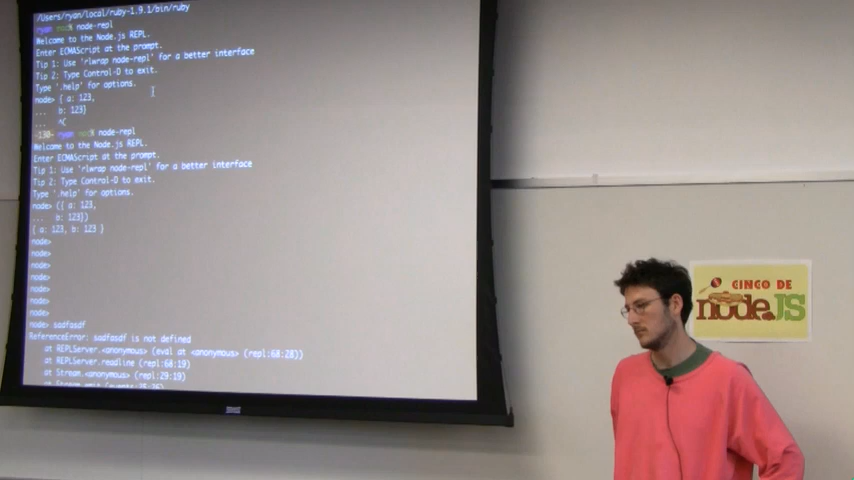 /Users/ryan/local/ruby-1.9.1/bin/ruby
node-repl
Welcome to the Node.js REPL.
Enter ECMAScript at the prompt.
Tip 1: Use 'rlwrap node-repl' for a better interface
Tip 2: Type Control-D to exit.
Type '.help' for options.
node> { a: 123,
... b: 123}
... ^C
-130- ryan node-repl
Welcome to the Node.js REPL.
Enter ECMAScript at the prompt.
Tip 1: Use 'rlwrap node-repl' for a better interface
Tip 2: Type Control-D to exit.
Type '.help' for options.
node> ({ a: 123,
... b: 123})
{ a: 123, b: 123 }
node>
node>
node>
node>
node>
node>
node>
node> sadfasdf
ReferenceError: sadfasdf is not defined
at REPLServer.<anonymous> (eval at <anonymous> (repl:68:28))
at REPLServer.readline (repl:68:19)
at Stream.<anonymous> (repl:29:19)
at Stream.emit
CINCO DE
nodeJS